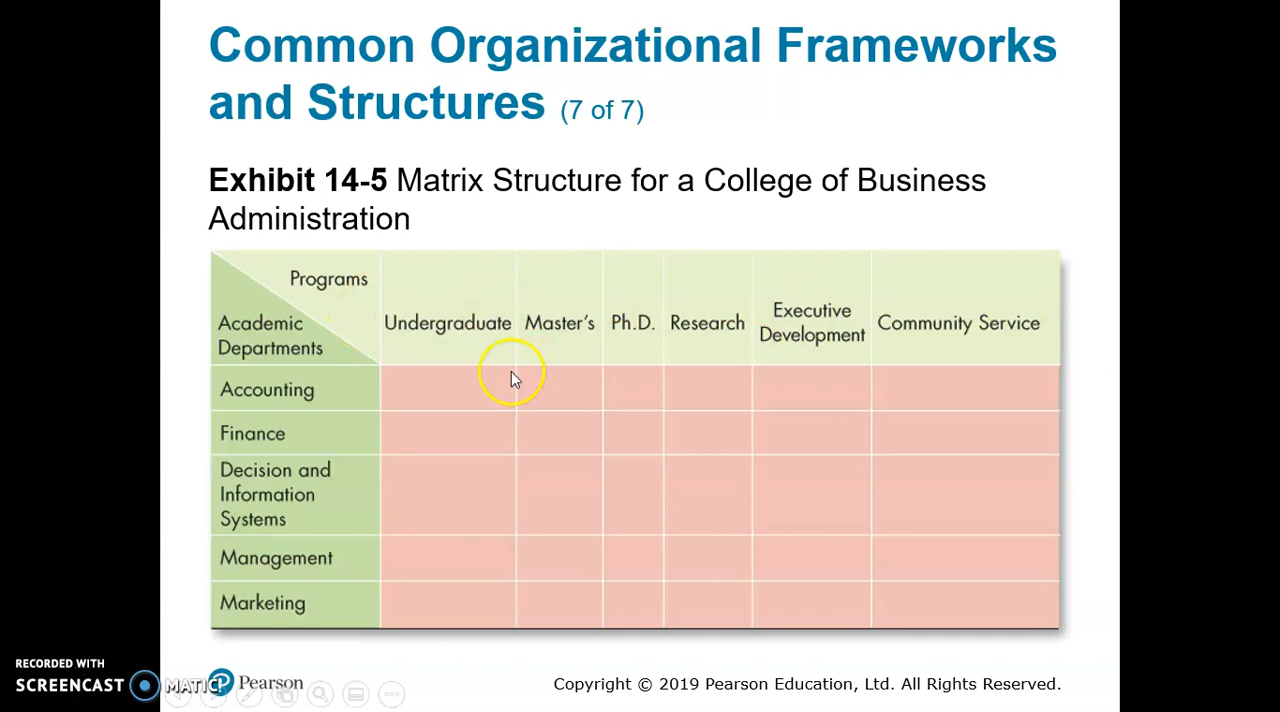 Common Organizational Frameworks
and Structures (7 of 7)
Exhibit 14-5 Matrix Structure for a College of Business
Administration
Programs
Academic
Departments
Undergraduate
Master's
Ph.D.
Research
Executive
Development
Community Service
Accounting
Finance
Decision and
Information
Systems
Management
Marketing
RECORDED WITH
SCREENCAST MATIC
Pearson
Copyright © 2019 Pearson Education, Ltd. All Rights Reserved.